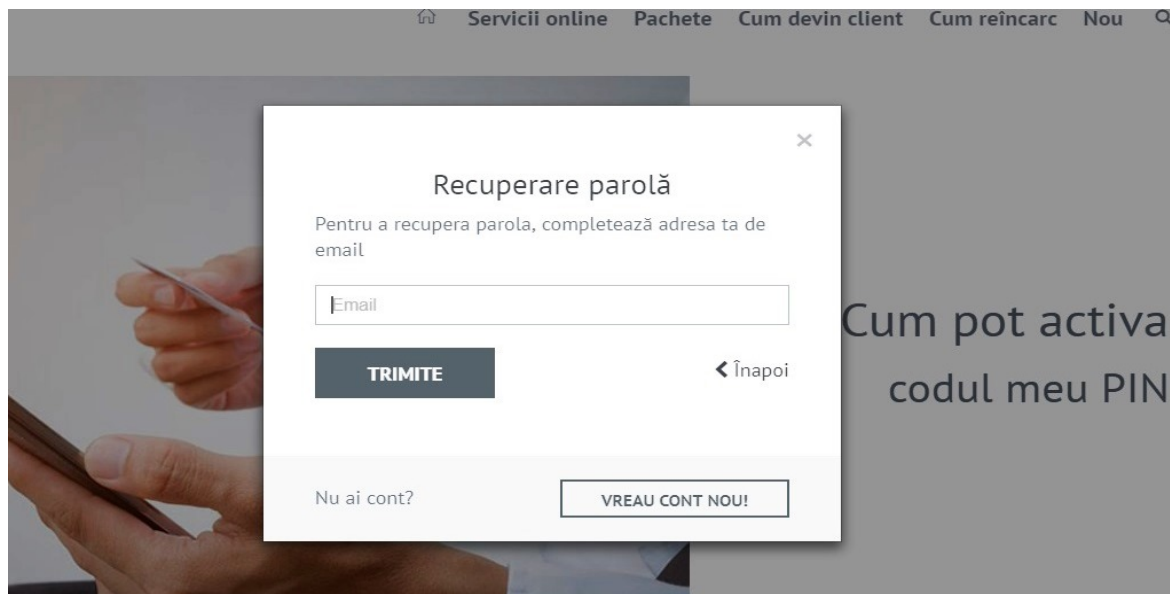 Servicii online Pachete Cum devin client Cum reîncarc Nou
×
Recuperare parolă
Pentru a recupera parola, completează adresa ta de
email
Email
TRIMITE
Înapoi
Cum pot activa
codul meu PIN
Nu ai cont?
VREAU CONT NOU!